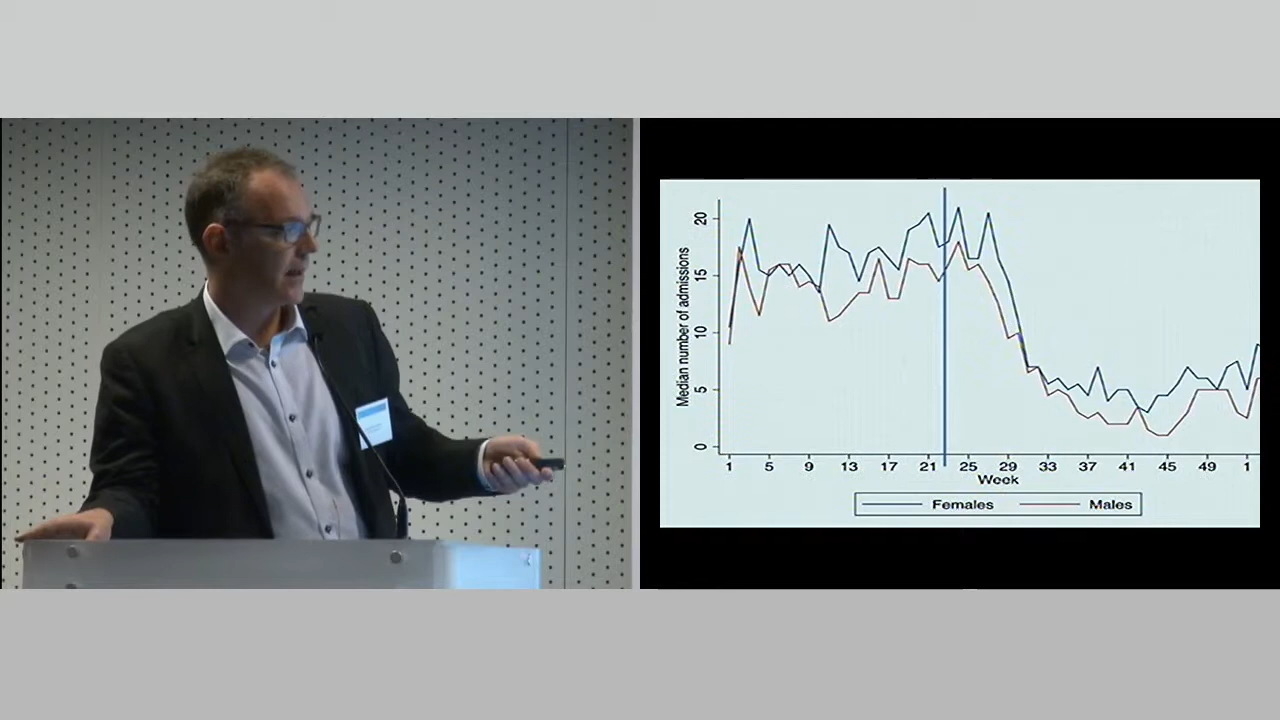 Median number of admissions
20
15
10
5
0
1 5 9 13 17 21 25 29 33 37 41 45 49 1
Week
Females Males